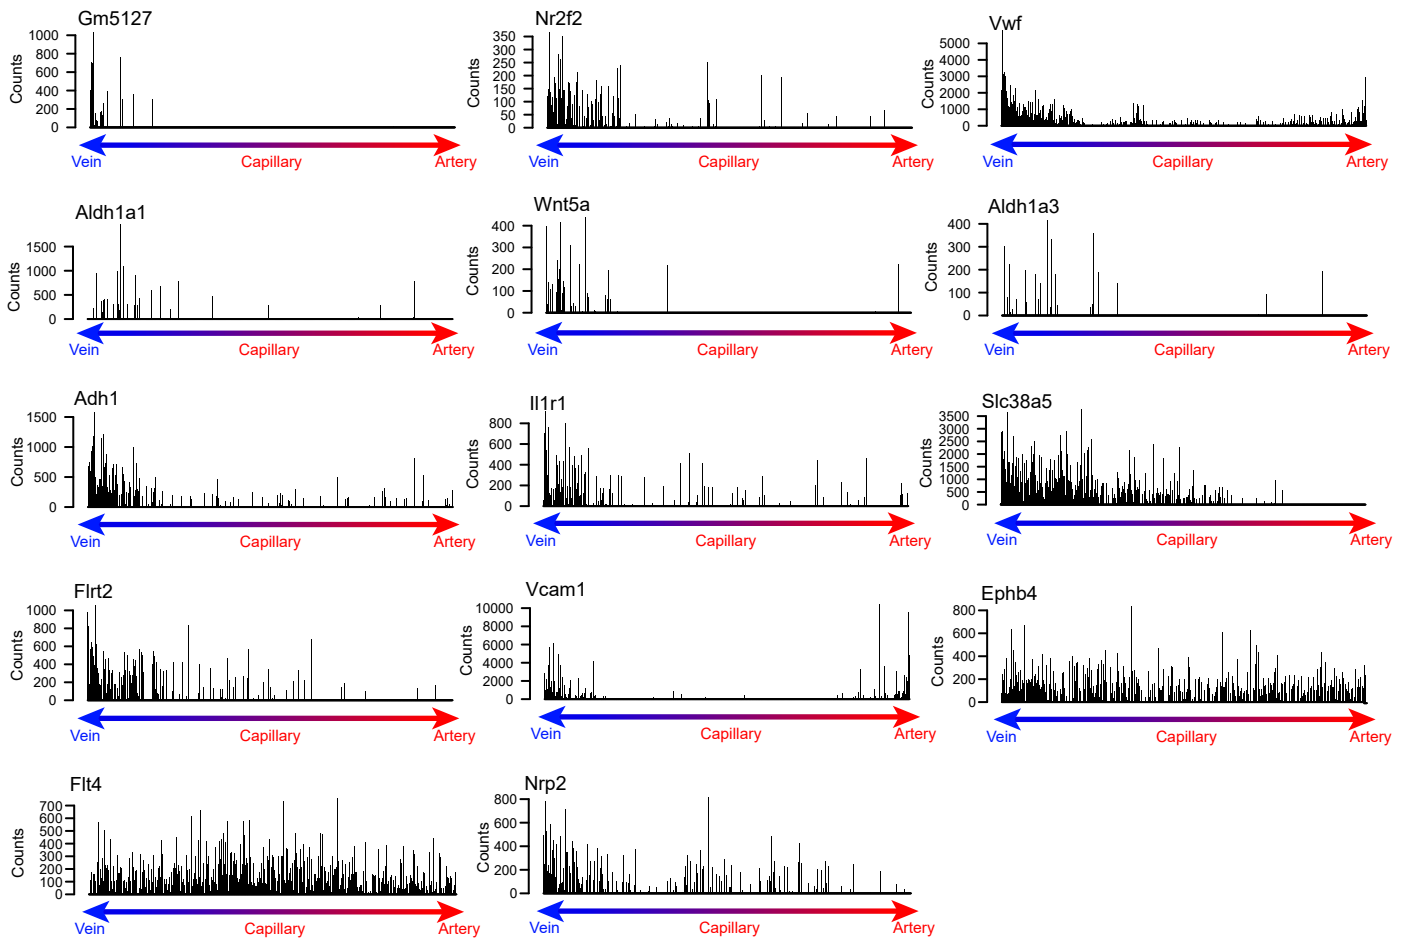 Gm5127
Counts
1000
800
600
400
200
0
Vein Capillary Artery
Nr2f2
Counts
350
300
250
200
150
100
50
0
Vein Capillary Artery
Vwf
Counts
5000
4000
3000
2000
1000
0
Vein Capillary Artery
Aldh1a1
Counts
1500
1000
500
0
Vein Capillary Artery
Wnt5a
Counts
400
300
200
100
0
Vein Capillary Artery
Aldh1a3
Counts
400
300
200
100
0
Vein Capillary Artery
Adh1
Counts
1500
1000
500
0
Vein Capillary Artery
Il1r1
Counts
800
600
400
200
0
Vein Capillary Artery
Slc38a5
Counts
3500
3000
2500
2000
1500
1000
500
0
Vein Capillary Artery
Flrt2
Counts
1000
800
600
400
200
0
Vein Capillary Artery
Vcam1
Counts
10000
8000
6000
4000
2000
0
Vein Capillary Artery
Ephb4
Counts
800
600
400
200
0
Vein Capillary Artery
Flt4
Counts
700
600
500
400
300
200
100
0
Vein Capillary Artery
Nrp2
Counts
800
600
400
200
0
Vein Capillary Artery